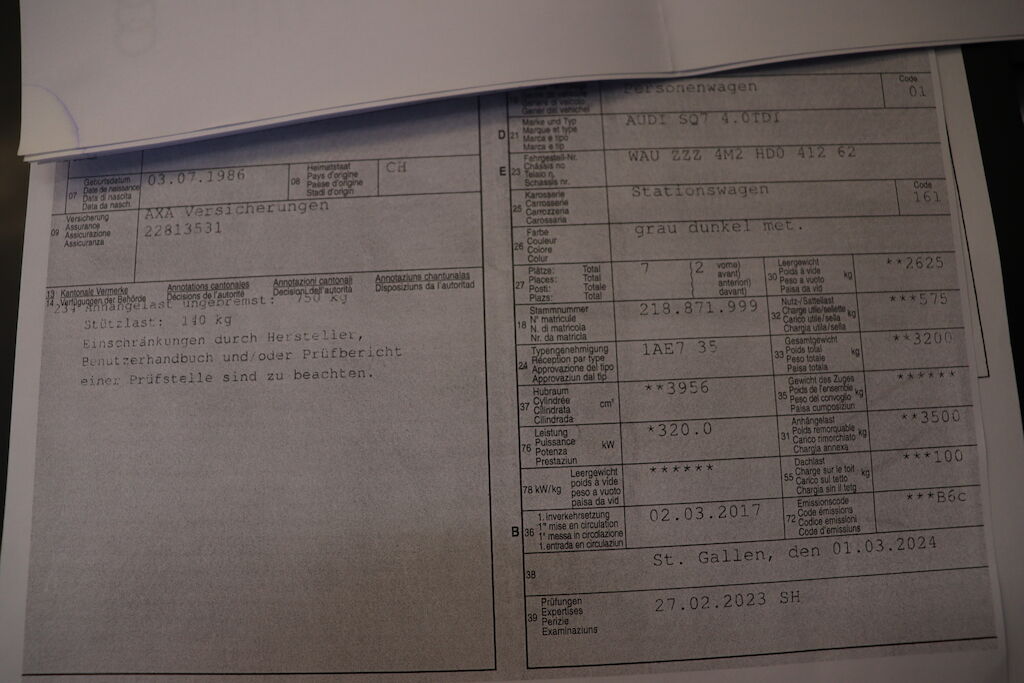 07
Geburtsdatum
Date de naissance
Data di nascita
Data da nasch.
03.07.1986
08
Heimatstaat
Pays d'origine
Paese d'origine
Stadi d'origin
CH
09
Versicherung
Assurance
Assicurazione
Assicuranza
AXA Versicherungen
22813531
13 Kantonale Vermerke
14 Verfügungen der Behörde
Annotations cantonales
Décisions de l'autorité
Annotazioni cantonali
Decisioni dell'autorità
Annotaziuns chantunalas
Disposiziuns da l'autoritad
234 Anhängelast ungebremst: 750 kg
Stützlast: 140 kg
Einschränkungen durch Hersteller,
Benutzerhandbuch und/oder Prüfbericht
einer Prüfstelle sind zu beachten.
Personenwagen
Code
01
D 21
Marke und Typ
Marque et type
Marca e tipo
Marca e tip
AUDI SQ7 4.0TDI
E 23
Fahrgestell-Nr.
Châssis no
Telaio n.
Schassis nr.
WAU ZZZ 4M2 HD0 412 62
25
Karosserie
Carrosserie
Carrozzeria
Carossaria
Stationswagen
Code
161
26
Farbe
Couleur
Colore
Colur
grau dunkel met.
27
Plätze: Total
Places: Total
Posti: Totale
Plazs: Total
7 (2 vorne)
avant)
anteriori)
davant)
30
Leergewicht
Poids à vide
Peso a vuoto
Paisa da vid
kg
**2625
18
Stammnummer
N° matricule
N. di matricola
Nr. da matricla
218.871.999
32
Nutz-/Sattellast
Charge utile/sellette
Carico utile/sella
Chargia utila/sella
kg
***575
24
Typengenehmigung
Réception par type
Approvazione del tipo
Approvaziun dal tip
1AE7 35
33
Gesamtgewicht
Poids total
Peso totale
Paisa totala
kg
**3200
37
Hubraum
Cylindrée
Cilindrata
Cilindrada
cm³
**3956
35
Gewicht des Zuges
Poids de l'ensemble
Peso del convoglio
Paisa cumposiziun
kg
******
76
Leistung
Puissance
Potenza
Prestaziun
kW
*320.0
31
Anhängelast
Poids remorquable
Carico rimorchiato
Chargia annexa
kg
**3500
78 kW/kg
Leergewicht
poids à vide
peso a vuoto
paisa da vid
******
55
Dachlast
Charge sur le toit
Carico sul tetto
Chargia sin il tetg
kg
***100
B 36
1. Inverkehrsetzung
1re mise en circulation
1a messa in circolazione
1. entrada en circulaziun
02.03.2017
72
Emissionscode
Code émissions
Codice emissioni
Code d'emissiuns
***B6c
38
St. Gallen, den 01.03.2024
39
Prüfungen
Expertises
Perizie
Examinaziuns
27.02.2023 SH